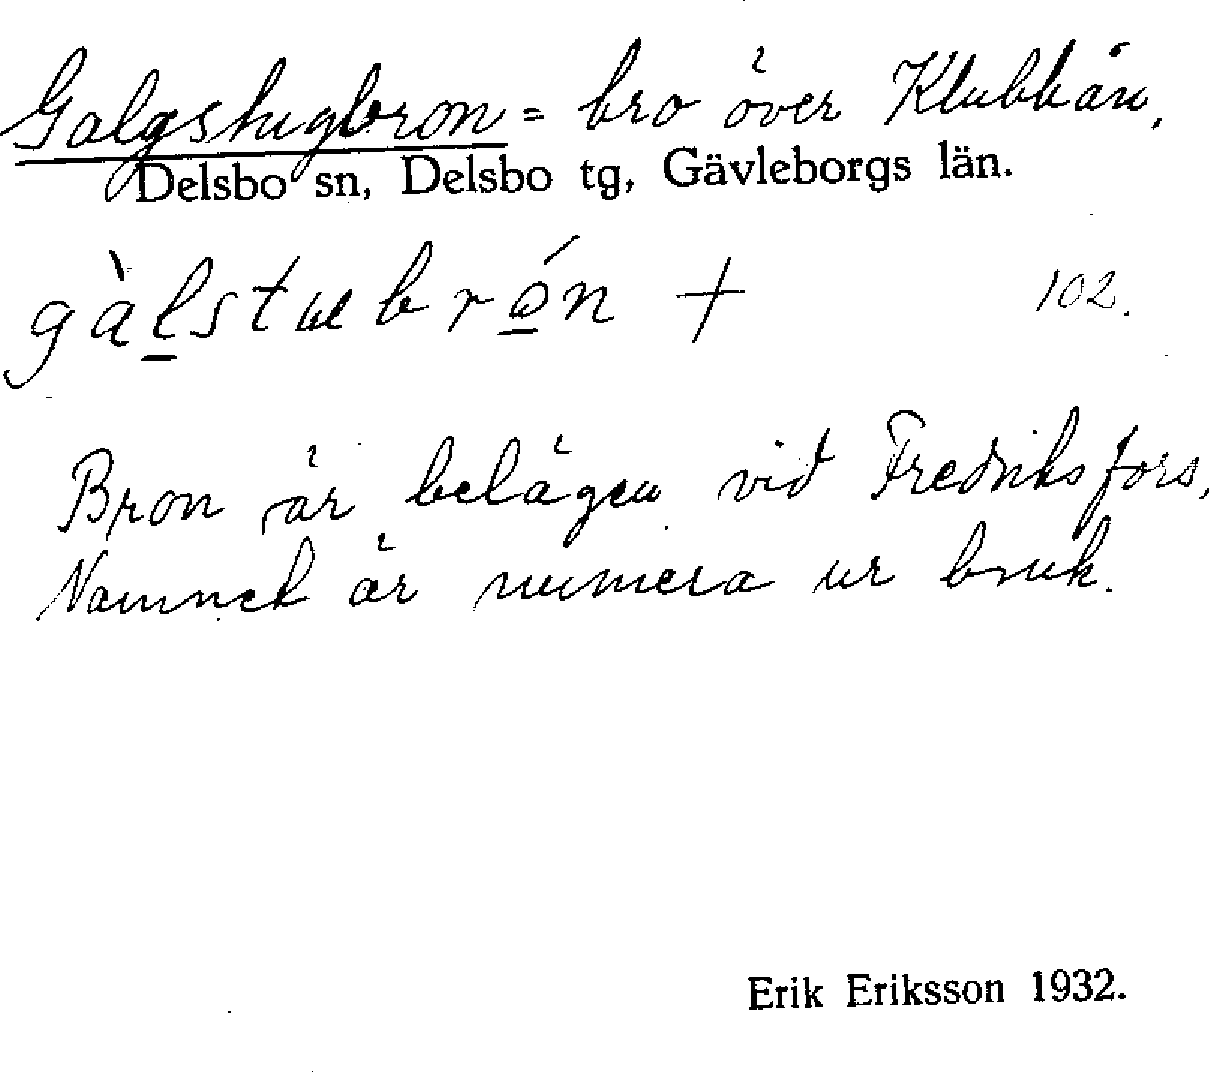 Galgstugbron = bro över Klubbån,
Delsbo sn, Delsbo tg, Gävleborgs län.
gàlstuebrón + 102.
Bron är belägen vid Fredriksfors,
Namnet är numera ur bruk.
Erik Eriksson 1932.